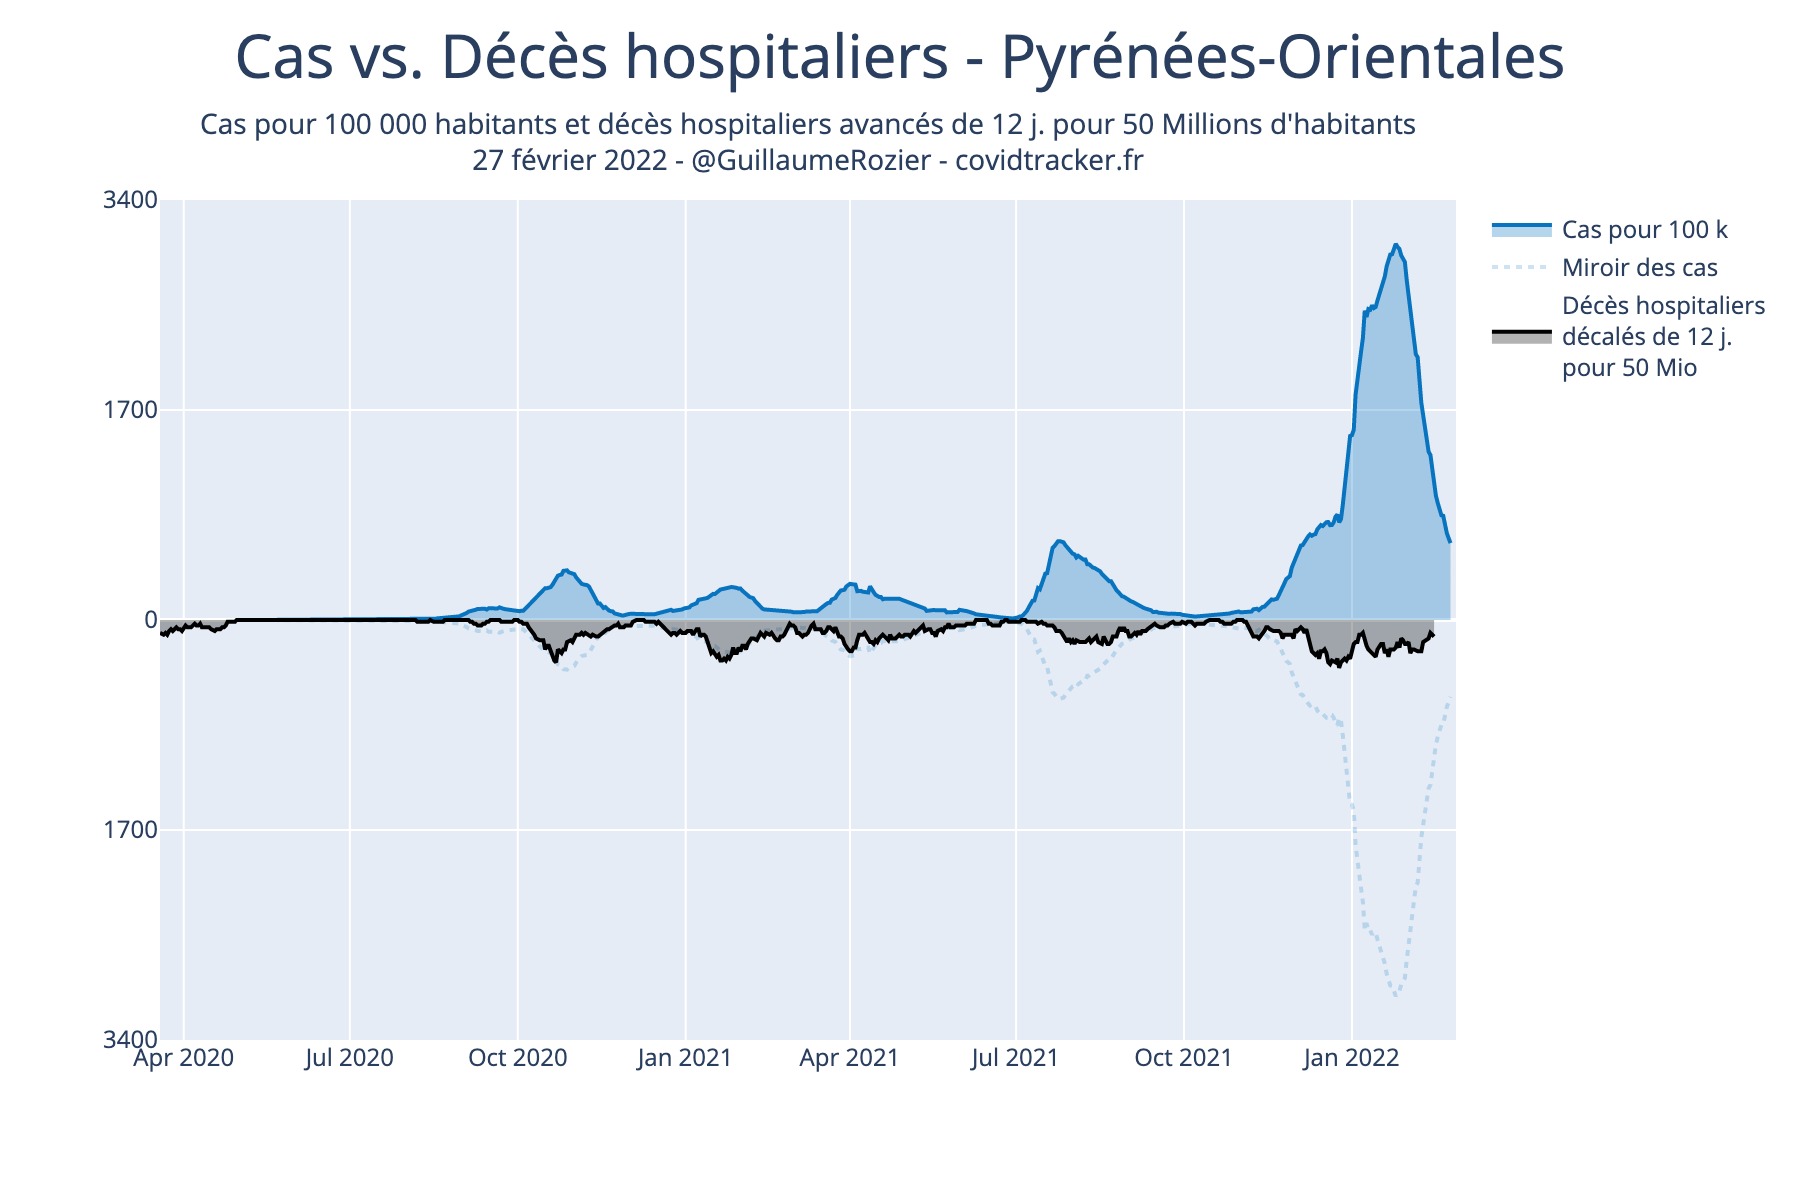 Cas vs. Décès hospitaliers - Pyrénées-Orientales
Cas pour 100 000 habitants et décès hospitaliers avancés de 12 j. pour 50 Millions d'habitants
27 février 2022 - @GuillaumeRozier - covidtracker.fr
3400
1700
0
1700
3400
Apr 2020
Jul 2020
Oct 2020
Jan 2021
Apr 2021
Jul 2021
Oct 2021
Jan 2022
Cas pour 100 k
Miroir des cas
Décès hospitaliers
décalés de 12 j.
pour 50 Mio